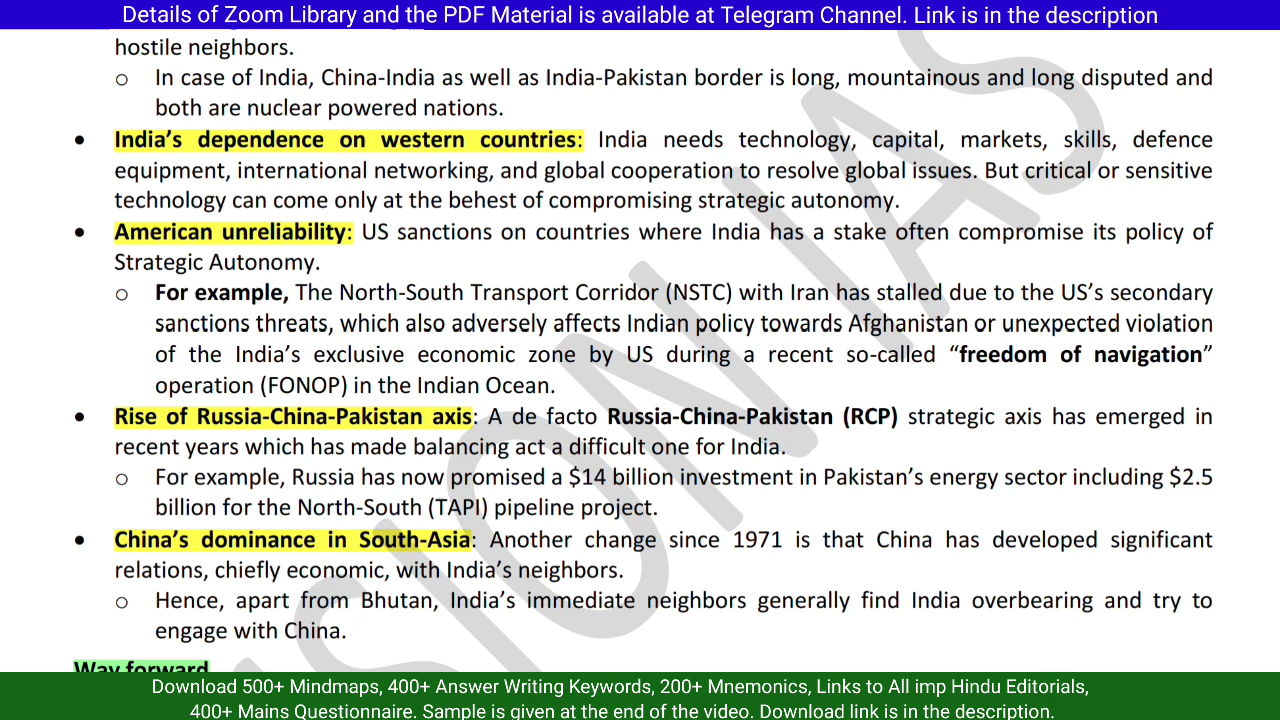 Details of Zoom Library and the PDF Material is available at Telegram Channel. Link is in the description
hostile neighbors.
o In case of India, China-India as well as India-Pakistan border is long, mountainous and long disputed and
both are nuclear powered nations.
• India's dependence on western countries: India needs technology, capital, markets, skills, defence
equipment, international networking, and global cooperation to resolve global issues. But critical or sensitive
technology can come only at the behest of compromising strategic autonomy.
• American unreliability: US sanctions on countries where India has a stake often compromise its policy of
Strategic Autonomy.
o For example, The North-South Transport Corridor (NSTC) with Iran has stalled due to the US's secondary
sanctions threats, which also adversely affects Indian policy towards Afghanistan or unexpected violation
of the India's exclusive economic zone by US during a recent so-called “freedom of navigation”
operation (FONOP) in the Indian Ocean.
• Rise of Russia-China-Pakistan axis: A de facto Russia-China-Pakistan (RCP) strategic axis has emerged in
recent years which has made balancing act a difficult one for India.
o For example, Russia has now promised a $14 billion investment in Pakistan's energy sector including $2.5
billion for the North-South (TAPI) pipeline project.
• China's dominance in South-Asia: Another change since 1971 is that China has developed significant
relations, chiefly economic, with India's neighbors.
o Hence, apart from Bhutan, India's immediate neighbors generally find India overbearing and try to
engage with China.
Way forward
Download 500+ Mindmaps, 400+ Answer Writing Keywords, 200+ Mnemonics, Links to All imp Hindu Editorials,
400+ Mains Questionnaire. Sample is given at the end of the video. Download link is in the description.